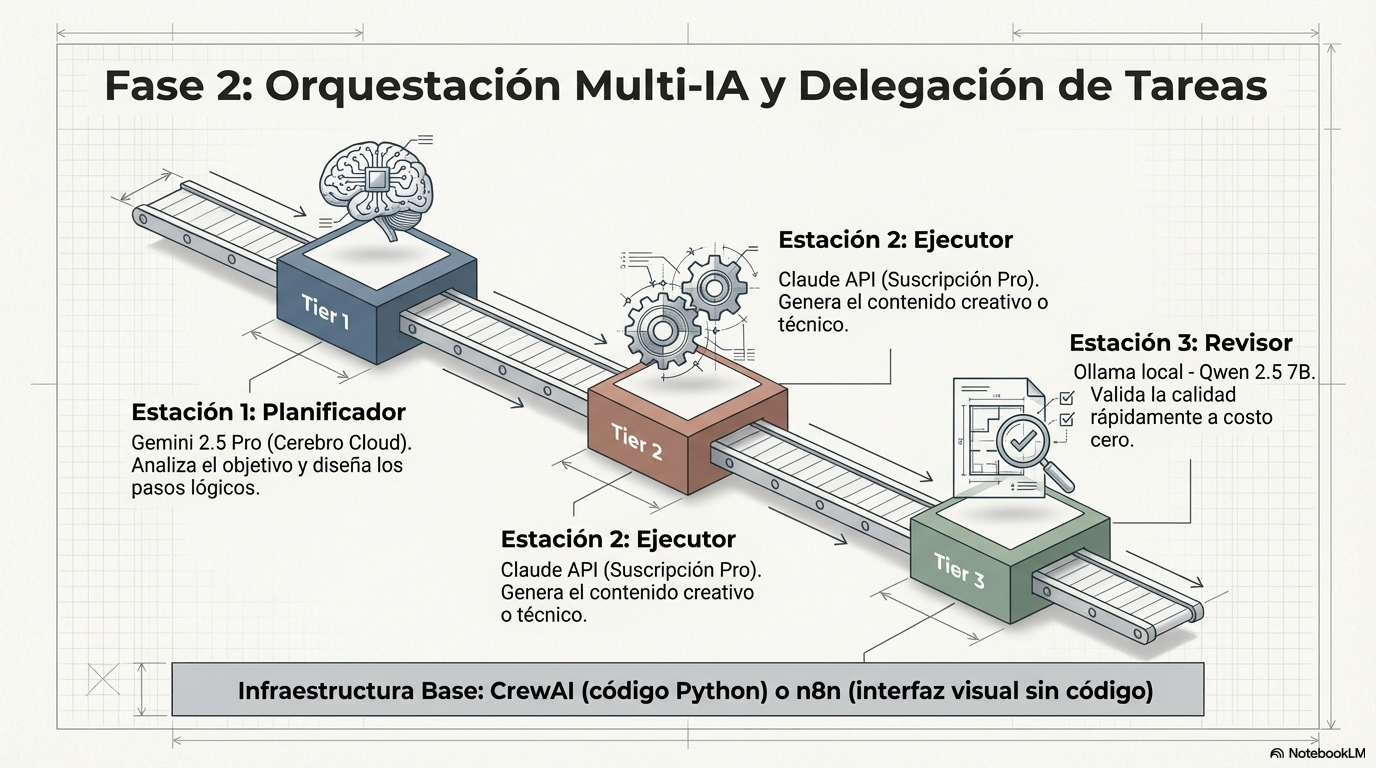 Fase 2: Orquestación Multi-IA y Delegación de Tareas
Tier 1
Estación 1: Planificador
Gemini 2.5 Pro (Cerebro Cloud).
Analiza el objetivo y diseña los
pasos lógicos.
Estación 2: Ejecutor
Claude API (Suscripción Pro).
Genera el contenido creativo o
técnico.
Tier 2
Estación 2: Ejecutor
Claude API (Suscripción Pro).
Genera el contenido creativo
o técnico.
Estación 3: Revisor
Ollama local - Qwen 2.5 7B.
Valida la calidad
rápidamente a costo
cero.
Tier 3
Infraestructura Base: CrewAI (código Python) o n8n (interfaz visual sin código)
NotebookLM